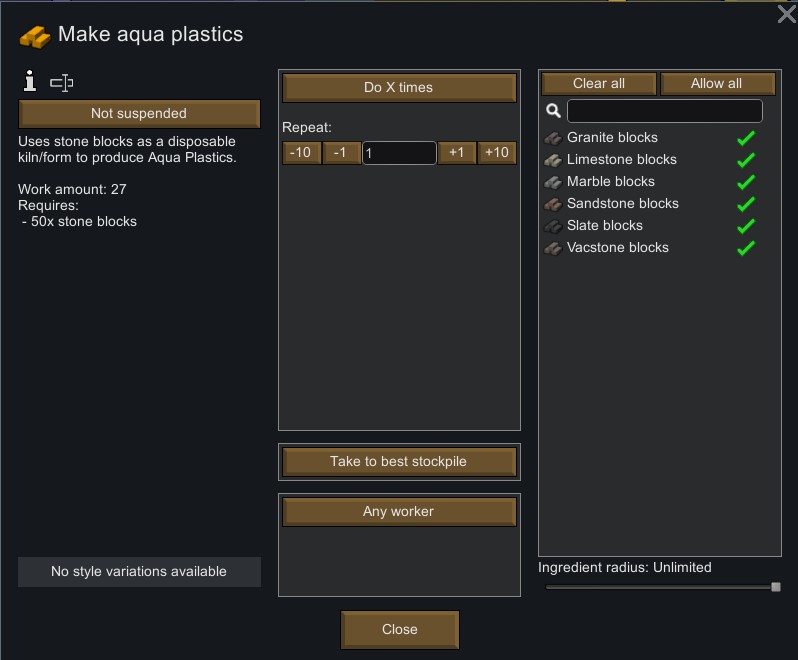 Make aqua plastics
Not suspended
Uses stone blocks as a disposable
kiln/form to produce Aqua Plastics.
Work amount: 27
Requires:
- 50x stone blocks
No style variations available
Do X times
Repeat:
-10 -1 1 +1 +10
Take to best stockpile
Any worker
Clear all Allow all
Granite blocks
Limestone blocks
Marble blocks
Sandstone blocks
Slate blocks
Vacstone blocks
Ingredient radius: Unlimited
Close